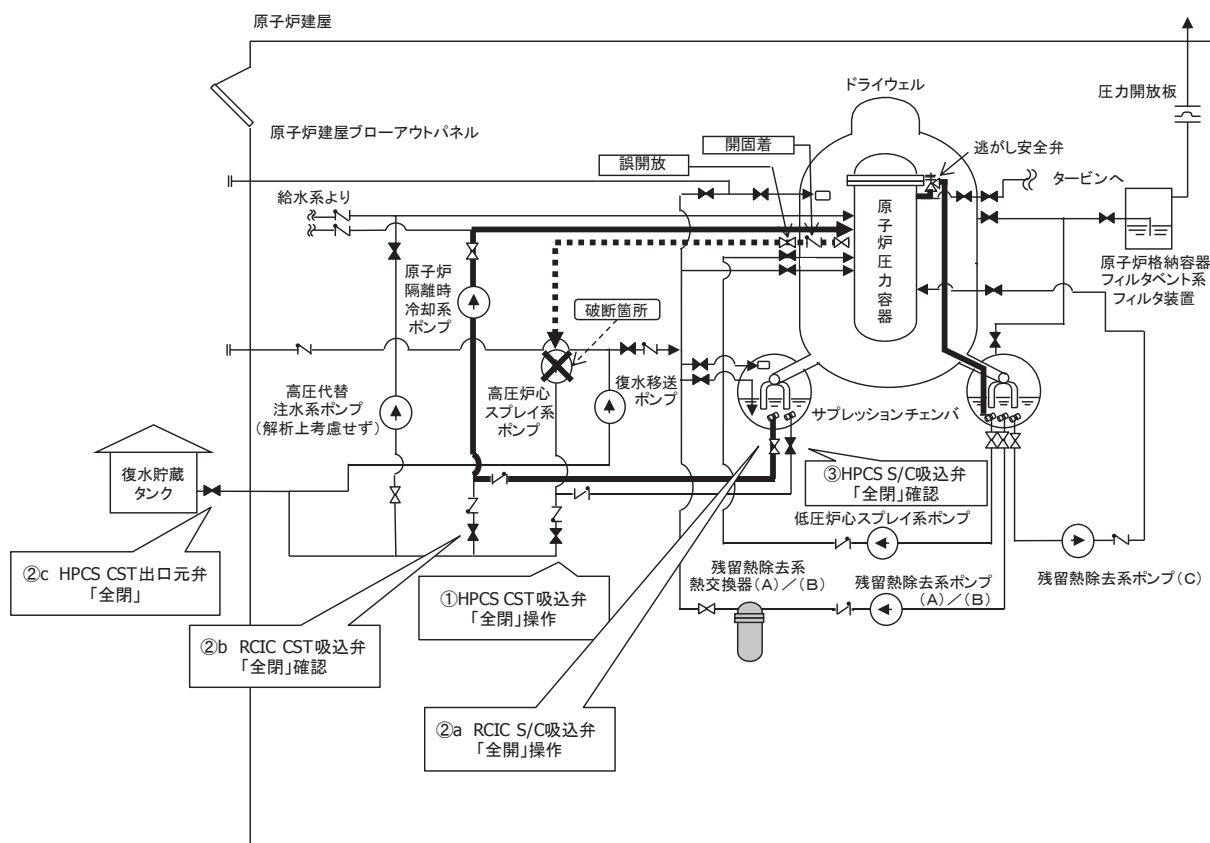 原子炉建屋
ドライウェル
圧力開放板
原子炉建屋ブローアウトパネル
開固着
誤開放
逃がし安全弁
タービンへ
給水系より
原子炉圧力容器
原子炉格納容器
フィルタベント系
フィルタ装置
原子炉
隔離時
冷却系
ポンプ
破断箇所
高圧炉心
スプレイ系
ポンプ
復水移送
ポンプ
高圧代替
注水系ポンプ
(解析上考慮せず)
サプレッションチェンバ
復水貯蔵
タンク
③HPCS S/C吸込弁
「全閉」確認
低圧炉心スプレイ系ポンプ
②c HPCS CST出口元弁
「全閉」
①HPCS CST吸込弁
「全閉」操作
残留熱除去系
熱交換器(A)/(B)
残留熱除去系ポンプ
(A)/(B)
残留熱除去系ポンプ(C)
②b RCIC CST吸込弁
「全閉」確認
②a RCIC S/C吸込弁
「全開」操作